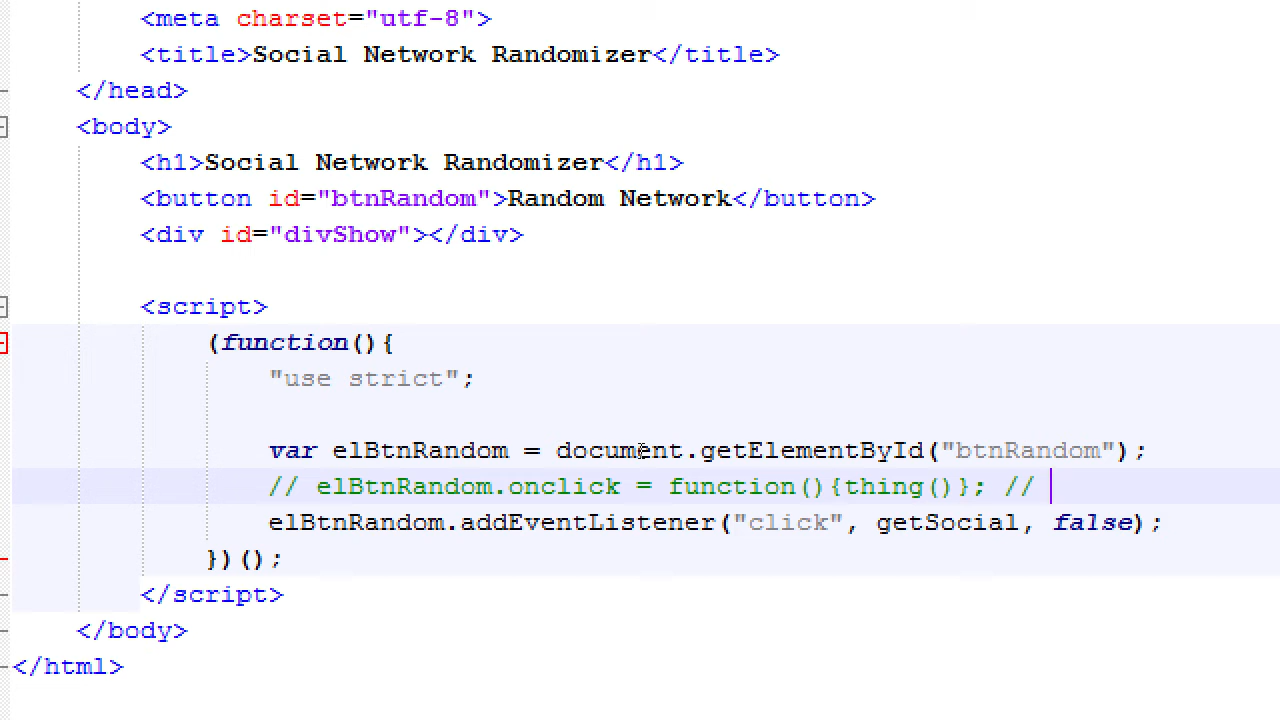 <meta charset="utf-8">
<title>Social Network Randomizer</title>
</head>
<body>
<h1>Social Network Randomizer</h1>
<button id="btnRandom">Random Network</button>
<div id="divShow"></div>
<script>
(function(){
"use strict";
var elBtnRandom = document.getElementById("btnRandom");
// elBtnRandom.onclick = function(){thing()}; //
elBtnRandom.addEventListener("click", getSocial, false);
})();
</script>
</body>
</html>